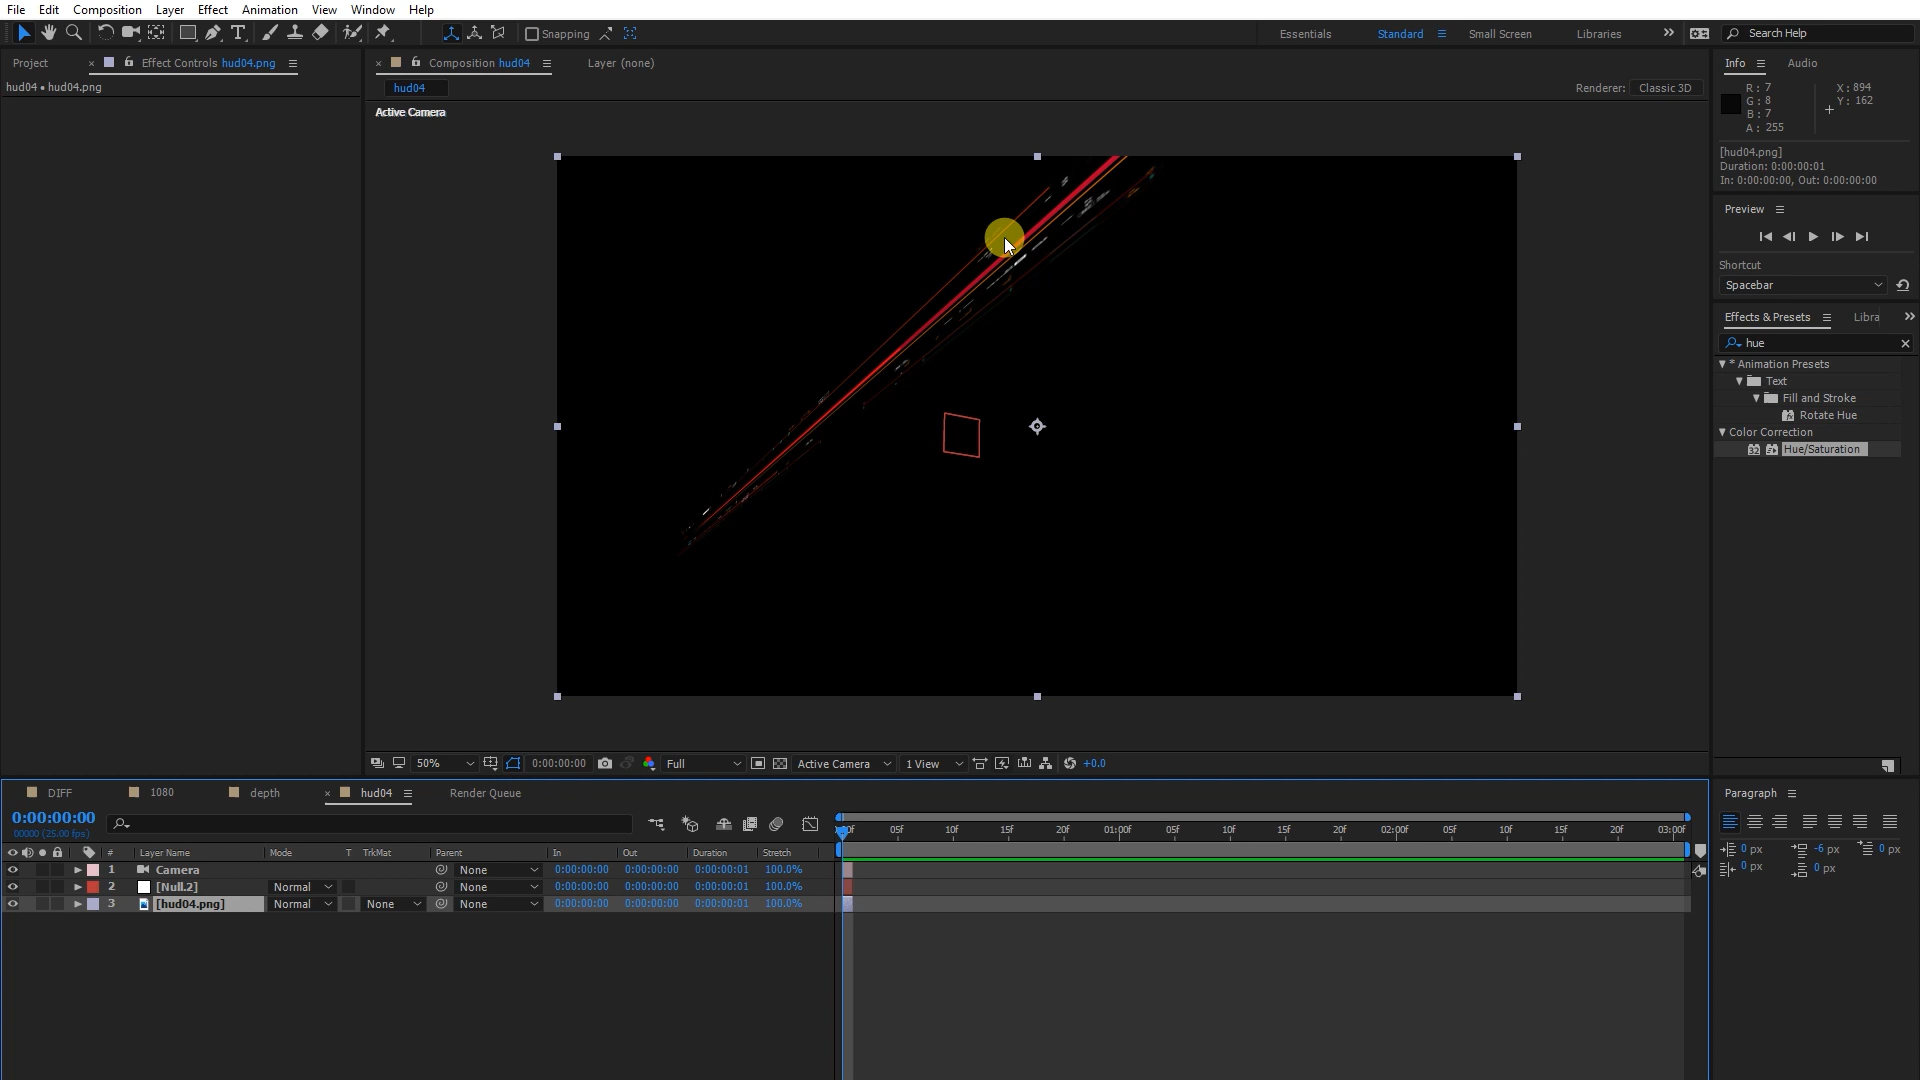 File Edit Composition Layer Effect Animation View Window Help
Snapping
Essentials Standard Small Screen Libraries Search Help
Project Effect Controls hud04.png
hud04 • hud04.png
Composition hud04 Layer (none)
hud04
Renderer: Classic 3D
Active Camera
Info Audio
R: 7
G: 8
B: 7
A: 255
X: 894
Y: 162
[hud04.png]
Duration: 0:00:00:01
In: 0:00:00:00, Out: 0:00:00:00
Preview
Shortcut
Spacebar
Effects & Presets Libra
hue
* Animation Presets
Text
Fill and Stroke
Rotate Hue
Color Correction
32 Hue/Saturation
50% 0:00:00:00 Full Active Camera 1 View +0.0
DIFF 1080 depth hud04 Render Queue
0:00:00:00
00000 (25.00 fps)
# Layer Name Mode T TrkMat Parent In Out Duration Stretch
1 Camera None 0:00:00:00 0:00:00:00 0:00:00:01 100.0%
2 [Null.2] Normal None 0:00:00:00 0:00:00:00 0:00:00:01 100.0%
3 [hud04.png] Normal None None 0:00:00:00 0:00:00:00 0:00:00:01 100.0%
05f 10f 15f 20f 01:00f 05f 10f 15f 20f 02:00f 05f 10f 15f 20f 03:00f
Paragraph
0 px -6 px 0 px
0 px 0 px